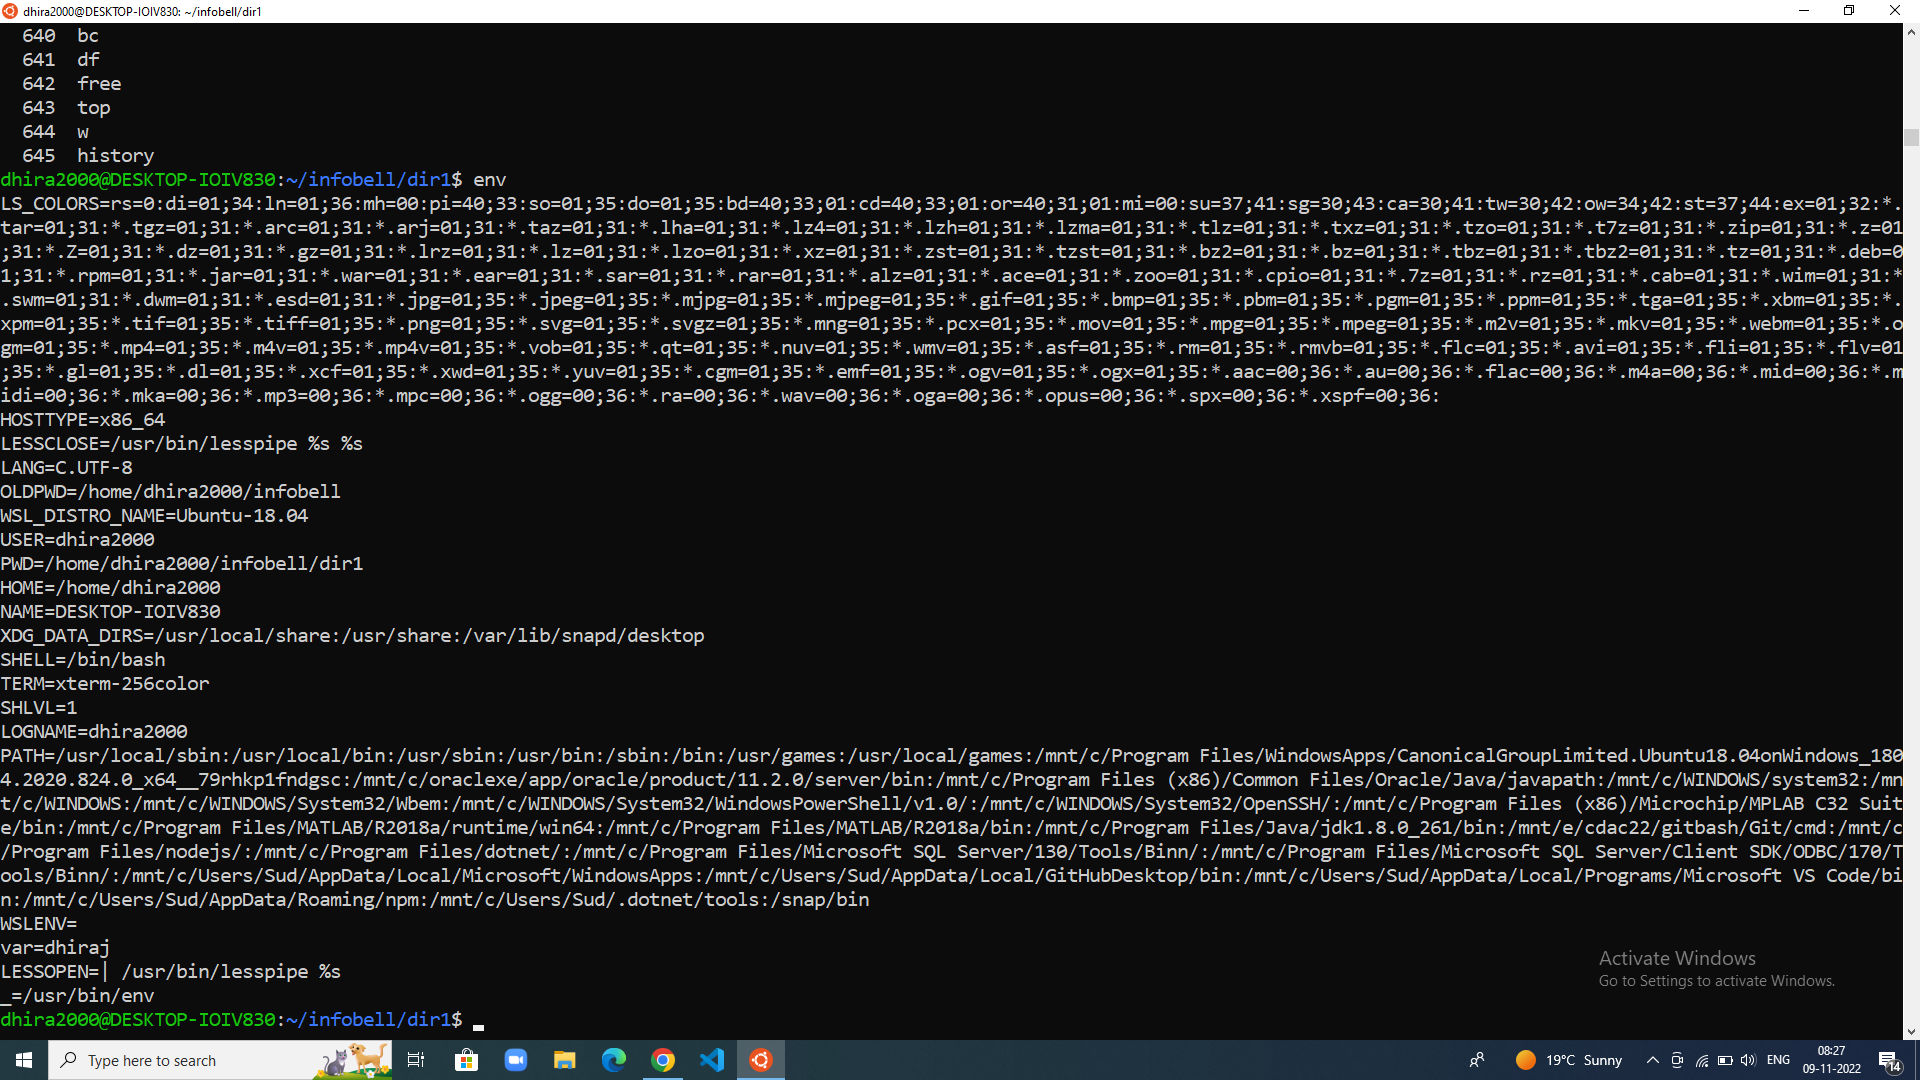 dhira2000@DESKTOP-IOIV830: ~/infobell/dir1
640 bc
641 df
642 free
643 top
644 w
645 history
dhira2000@DESKTOP-IOIV830:~/infobell/dir1$ env
LS_COLORS=rs=0:di=01;34:ln=01;36:mh=00:pi=40;33:so=01;35:do=01;35:bd=40;33;01:cd=40;33;01:or=40;31;01:mi=00:su=37;41:sg=30;43:ca=30;41:tw=30;42:ow=34;42:st=37;44:ex=01;32:*.
tar=01;31:*.tgz=01;31:*.arc=01;31:*.arj=01;31:*.taz=01;31:*.lha=01;31:*.lz4=01;31:*.lzh=01;31:*.lzma=01;31:*.tlz=01;31:*.txz=01;31:*.tzo=01;31:*.t7z=01;31:*.zip=01;31:*.z=01
;31:*.Z=01;31:*.dz=01;31:*.gz=01;31:*.lrz=01;31:*.lz=01;31:*.lzo=01;31:*.xz=01;31:*.zst=01;31:*.tzst=01;31:*.bz2=01;31:*.bz=01;31:*.tbz=01;31:*.tbz2=01;31:*.tz=01;31:*.deb=0
1;31:*.rpm=01;31:*.jar=01;31:*.war=01;31:*.ear=01;31:*.sar=01;31:*.rar=01;31:*.alz=01;31:*.ace=01;31:*.zoo=01;31:*.cpio=01;31:*.7z=01;31:*.rz=01;31:*.cab=01;31:*.wim=01;31:*
.swm=01;31:*.dwm=01;31:*.esd=01;31:*.jpg=01;35:*.jpeg=01;35:*.mjpg=01;35:*.mjpeg=01;35:*.gif=01;35:*.bmp=01;35:*.pbm=01;35:*.pgm=01;35:*.ppm=01;35:*.tga=01;35:*.xbm=01;35:*.
xpm=01;35:*.tif=01;35:*.tiff=01;35:*.png=01;35:*.svg=01;35:*.svgz=01;35:*.mng=01;35:*.pcx=01;35:*.mov=01;35:*.mpg=01;35:*.mpeg=01;35:*.m2v=01;35:*.mkv=01;35:*.webm=01;35:*.o
gm=01;35:*.mp4=01;35:*.m4v=01;35:*.mp4v=01;35:*.vob=01;35:*.qt=01;35:*.nuv=01;35:*.wmv=01;35:*.asf=01;35:*.rm=01;35:*.rmvb=01;35:*.flc=01;35:*.avi=01;35:*.fli=01;35:*.flv=01
;35:*.gl=01;35:*.dl=01;35:*.xcf=01;35:*.xwd=01;35:*.yuv=01;35:*.cgm=01;35:*.emf=01;35:*.ogv=01;35:*.ogx=01;35:*.aac=00;36:*.au=00;36:*.flac=00;36:*.m4a=00;36:*.mid=00;36:*.m
idi=00;36:*.mka=00;36:*.mp3=00;36:*.mpc=00;36:*.ogg=00;36:*.ra=00;36:*.wav=00;36:*.oga=00;36:*.opus=00;36:*.spx=00;36:*.xspf=00;36:
HOSTTYPE=x86_64
LESSCLOSE=/usr/bin/lesspipe %s %s
LANG=C.UTF-8
OLDPWD=/home/dhira2000/infobell
WSL_DISTRO_NAME=Ubuntu-18.04
USER=dhira2000
PWD=/home/dhira2000/infobell/dir1
HOME=/home/dhira2000
NAME=DESKTOP-IOIV830
XDG_DATA_DIRS=/usr/local/share:/usr/share:/var/lib/snapd/desktop
SHELL=/bin/bash
TERM=xterm-256color
SHLVL=1
LOGNAME=dhira2000
PATH=/usr/local/sbin:/usr/local/bin:/usr/sbin:/usr/bin:/sbin:/bin:/usr/games:/usr/local/games:/mnt/c/Program Files/WindowsApps/CanonicalGroupLimited.Ubuntu18.04onWindows_180
4.2020.824.0_x64__79rhkp1fndgsc:/mnt/c/oraclexe/app/oracle/product/11.2.0/server/bin:/mnt/c/Program Files (x86)/Common Files/Oracle/Java/javapath:/mnt/c/WINDOWS/system32:/mn
t/c/WINDOWS:/mnt/c/WINDOWS/System32/Wbem:/mnt/c/WINDOWS/System32/WindowsPowerShell/v1.0/:/mnt/c/WINDOWS/System32/OpenSSH/:/mnt/c/Program Files (x86)/Microchip/MPLAB C32 Suit
e/bin:/mnt/c/Program Files/MATLAB/R2018a/runtime/win64:/mnt/c/Program Files/MATLAB/R2018a/bin:/mnt/c/Program Files/Java/jdk1.8.0_261/bin:/mnt/e/cdac22/gitbash/Git/cmd:/mnt/c
/Program Files/nodejs/:/mnt/c/Program Files/dotnet/:/mnt/c/Program Files/Microsoft SQL Server/130/Tools/Binn/:/mnt/c/Program Files/Microsoft SQL Server/Client SDK/ODBC/170/T
ools/Binn/:/mnt/c/Users/Sud/AppData/Local/Microsoft/WindowsApps:/mnt/c/Users/Sud/AppData/Local/GitHubDesktop/bin:/mnt/c/Users/Sud/AppData/Local/Programs/Microsoft VS Code/bi
n:/mnt/c/Users/Sud/AppData/Roaming/npm:/mnt/c/Users/Sud/.dotnet/tools:/snap/bin
WSLENV=
var=dhiraj
LESSOPEN=| /usr/bin/lesspipe %s
_=/usr/bin/env
dhira2000@DESKTOP-IOIV830:~/infobell/dir1$
Activate Windows
Go to Settings to activate Windows.
Type here to search
19°C Sunny
ENG
08:27
09-11-2022
14